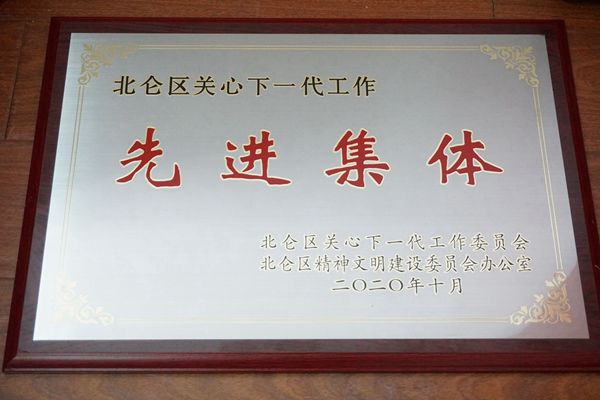 北仑区关心下一代工作
先进集体
北仑区关心下一代工作委员会
北仑区精神文明建设委员会办公室
二〇二〇年十月